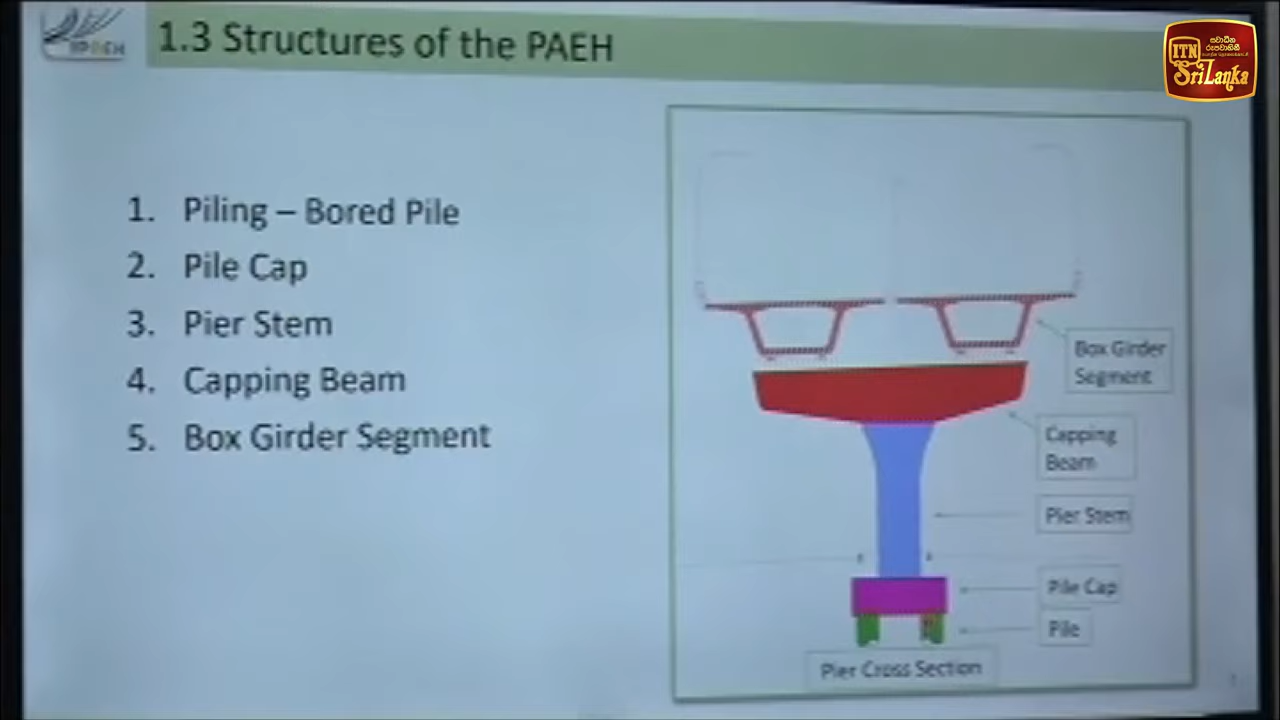 1.3 Structures of the PAEH
ITN
සවාධීන
රූපවාහිනී
Sri Lanka
1. Piling – Bored Pile
2. Pile Cap
3. Pier Stem
4. Capping Beam
5. Box Girder Segment
Box Girder
Segment
Capping
Beam
Pier Stem
Pile Cap
Pile
Pier Cross Section